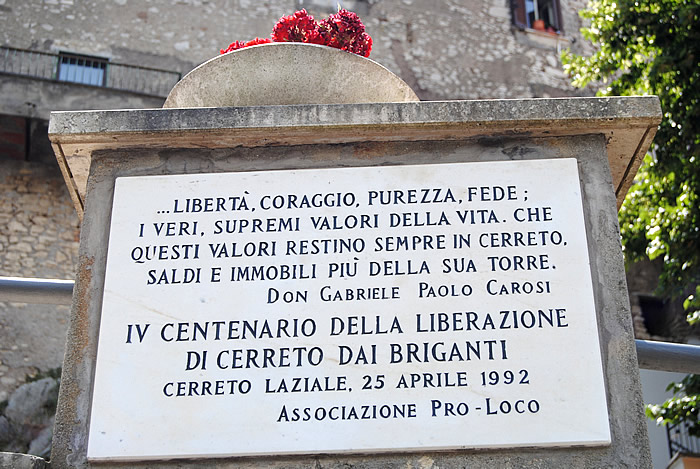 ...LIBERTÀ, CORAGGIO, PUREZZA, FEDE;
I VERI, SUPREMI VALORI DELLA VITA. CHE
QUESTI VALORI RESTINO SEMPRE IN CERRETO,
SALDI E IMMOBILI PIÙ DELLA SUA TORRE.
DON GABRIELE PAOLO CAROSI
IV CENTENARIO DELLA LIBERAZIONE
DI CERRETO DAI BRIGANTI
CERRETO LAZIALE, 25 APRILE 1992
ASSOCIAZIONE PRO-LOCO